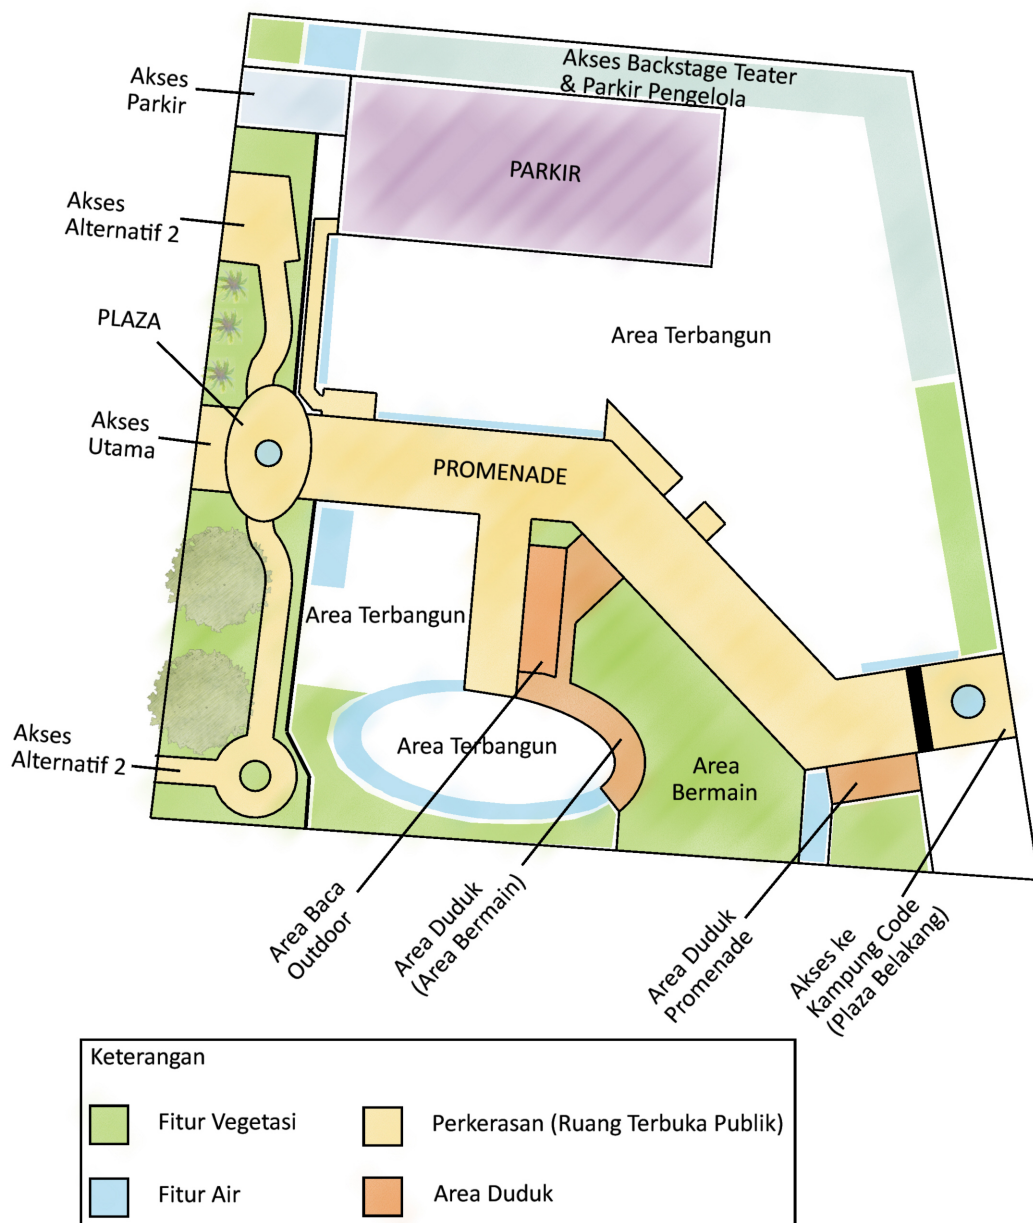 Akses Backstage Teater
& Parkir Pengelola
Akses
Parkir
PARKIR
Akses
Alternatif 2
PLAZA
Area Terbangun
Akses
Utama
PROMENADE
Area Terbangun
Akses
Alternatif 2
Area Terbangun
Area
Bermain
Area Baca
Outdoor
Area Duduk
(Area Bermain)
Area Duduk
Promenade
Akses ke
Kampung Code
(Plaza Belakang)
Keterangan
Fitur Vegetasi
Perkerasan (Ruang Terbuka Publik)
Fitur Air
Area Duduk